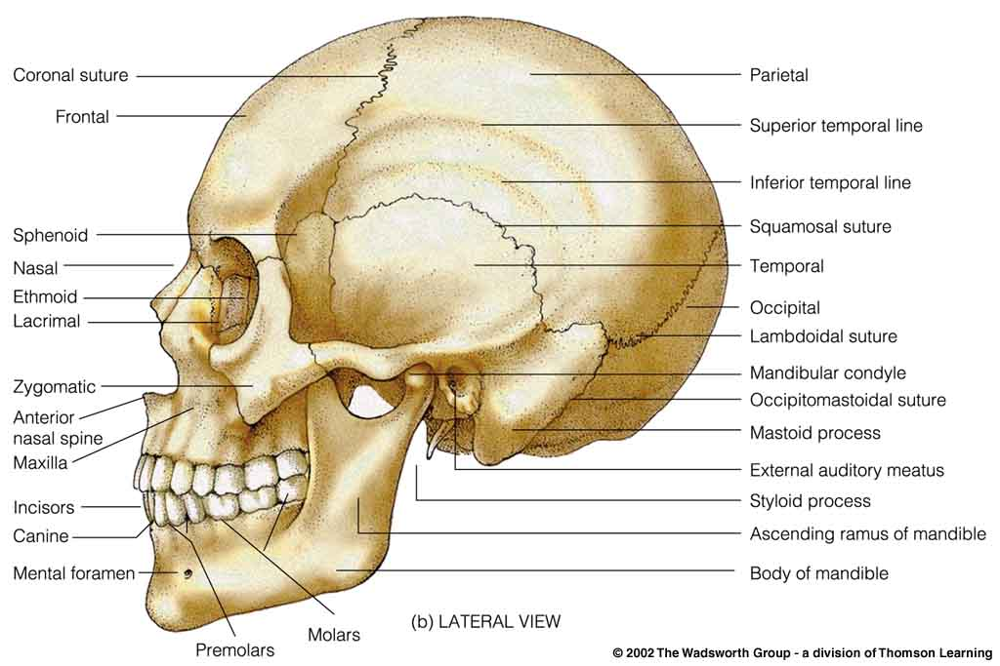 Coronal suture
Frontal
Sphenoid
Nasal
Ethmoid
Lacrimal
Zygomatic
Anterior
nasal spine
Maxilla
Incisors
Canine
Mental foramen
Premolars
Molars
Parietal
Superior temporal line
Inferior temporal line
Squamosal suture
Temporal
Occipital
Lambdoidal suture
Mandibular condyle
Occipitomastoidal suture
Mastoid process
External auditory meatus
Styloid process
Ascending ramus of mandible
Body of mandible
(b) LATERAL VIEW
© 2002 The Wadsworth Group - a division of Thomson Learning